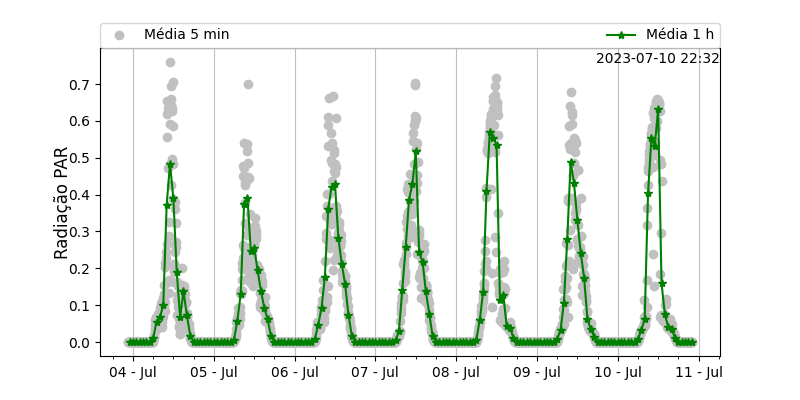 Média 5 min
Média 1 h
2023-07-10 22:32
Radiação PAR
0.7
0.6
0.5
0.4
0.3
0.2
0.1
0.0
04 - Jul
05 - Jul
06 - Jul
07 - Jul
08 - Jul
09 - Jul
10 - Jul
11 - Jul